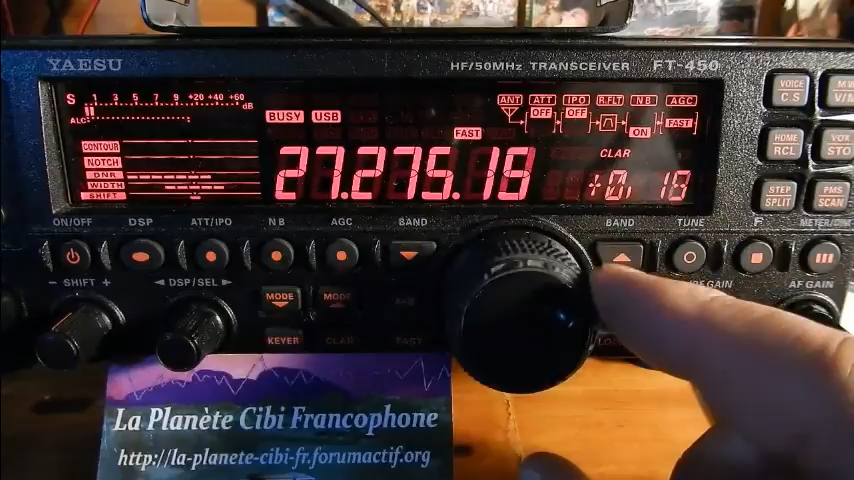 YAESU
HF/50MHz TRANSCEIVER FT-450
S 1 3 5 7 9 +20 +40 +60 dB
ALC
BUSY USB
FAST
ANT ATT IPO R.FLT NB AGC
OFF OFF ON FAST
CONTOUR
NOTCH
DNR
WIDTH
SHIFT
27.275.18
CLAR
+0, 18
VOICE
C.S
M/W
V/M
HOME
RCL
VOX
STO
STEP
SPLIT
PMS
SCAN
ON/OFF DSP ATT/IPO NB AGC BAND BAND TUNE F
- SHIFT + DSP/SEL MODE MODE A=B AF GAIN
KEYER CLAR FAST
La Planète Cibi Francophone
http://la-planete-cibi-fr.forumactif.org